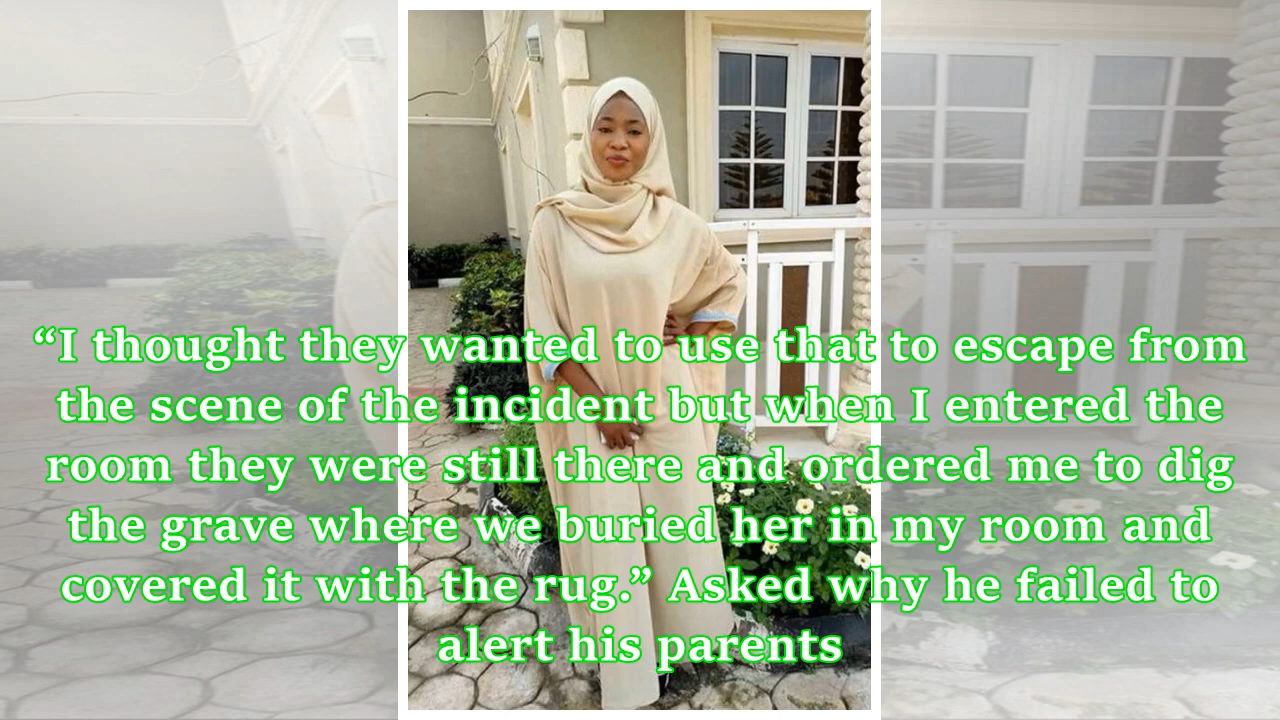 “I thought they wanted to use that to escape from
the scene of the incident but when I entered the
room they were still there and ordered me to dig
the grave where we buried her in my room and
covered it with the rug.” Asked why he failed to
alert his parents